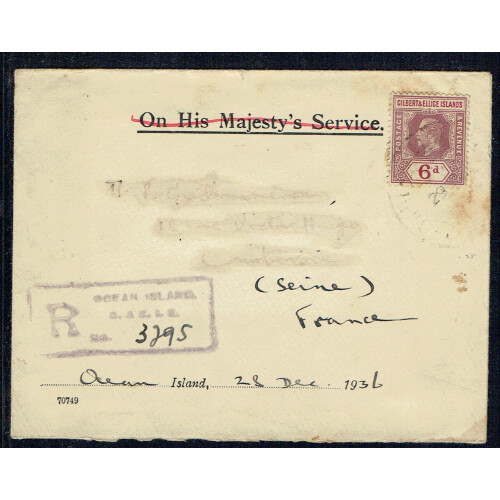 On His Majesty's Service.
GILBERT & ELLICE ISLANDS
POSTAGE
& REVENUE
6d
(Seine)
France
OCEAN ISLAND,
G. & E. I. C.
R No. 3295
Ocean Island, 28 Dec. 1936
70749